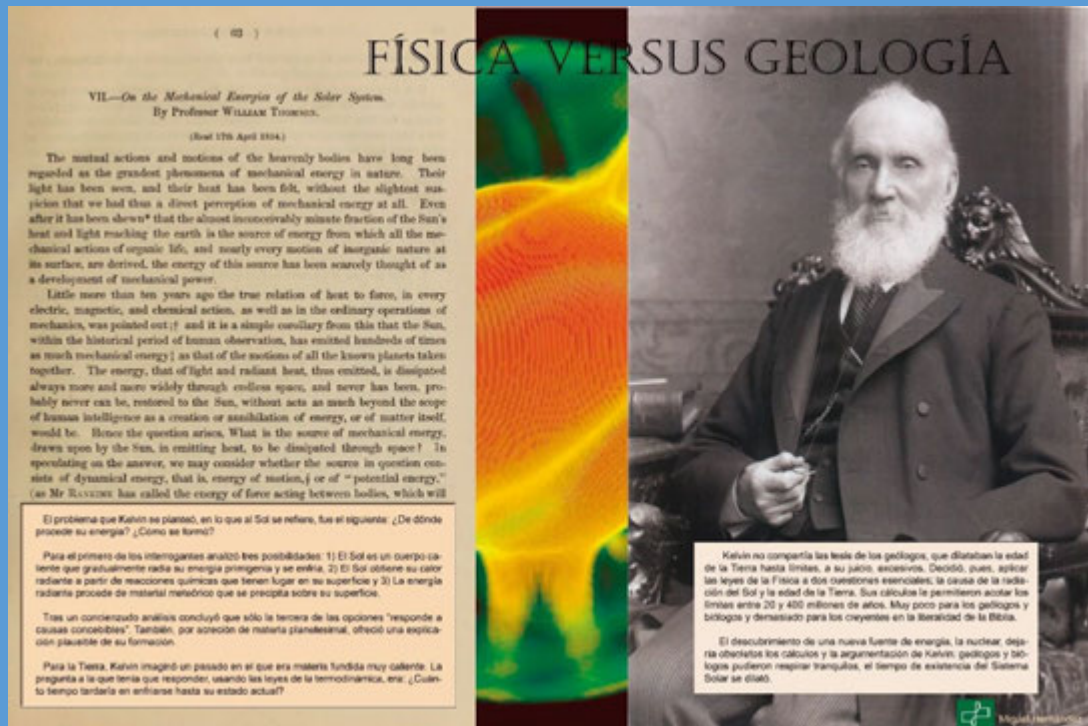 FÍSICA VERSUS GEOLOGÍA
( 63 )
VII.—On the Mechanical Energies of the Solar System.
By Professor WILLIAM THOMSON.
(Read 17th April 1854.)
The mutual actions and motions of the heavenly bodies have long been
regarded as the grandest phenomena of mechanical energy in nature. Their
light has been seen, and their heat has been felt, without the slightest sus-
picion that we had thus a direct perception of mechanical energy at all. Even
after it has been shewn* that the almost inconceivably minute fraction of the Sun's
heat and light reaching the earth is the source of energy from which all the me-
chanical actions of organic life, and nearly every motion of inorganic nature at
its surface, are derived, the energy of this source has been scarcely thought of as
a development of mechanical power.
Little more than ten years ago the true relation of heat to force, in every
electric, magnetic, and chemical action, as well as in the ordinary operations of
mechanics, was pointed out;† and it is a simple corollary from this that the Sun,
within the historical period of human observation, has emitted hundreds of times
as much mechanical energy‡ as that of the motions of all the known planets taken
together. The energy, that of light and radiant heat, thus emitted, is dissipated
always more and more widely through endless space, and never has been, pro-
bably never can be, restored to the Sun, without acts as much beyond the scope
of human intelligence as a creation or annihilation of energy, or of matter itself,
would be. Hence the question arises, What is the source of mechanical energy,
drawn upon by the Sun, in emitting heat, to be dissipated through space? In
speculating on the answer, we may consider whether the source in question con-
sists of dynamical energy, that is, energy of motion,§ or of "potential energy,"
(as Mr RANKINE has called the energy of force acting between bodies, which will
El problema que Kelvin se planteó, en lo que al Sol se refiere, fue el siguiente: ¿De dónde
procede su energía? ¿Cómo se formó?
Para el primero de los interrogantes analizó tres posibilidades: 1) El Sol es un cuerpo ca-
liente que gradualmente radia su energía primigenia y se enfría. 2) El Sol obtiene su calor
radiante a partir de reacciones químicas que tienen lugar en su superficie y 3) La energía
radiante procede de material meteórico que se precipita sobre su superficie.
Tras un concienzudo análisis concluyó que sólo la tercera de las opciones "responde a
causas concebibles". También, por acreción de materia planetesimal, ofreció una explica-
ción plausible de su formación.
Para la Tierra, Kelvin imaginó un pasado en el que era materia fundida muy caliente. La
pregunta a la que tenía que responder, usando las leyes de la termodinámica, era: ¿Cuán-
to tiempo tardaría en enfriarse hasta su estado actual?
Kelvin no compartía las tesis de los geólogos, que dilataban la edad
de la Tierra hasta límites, a su juicio, excesivos. Decidió, pues, aplicar
las leyes de la Física a dos cuestiones esenciales; la causa de la radia-
ción del Sol y la edad de la Tierra. Sus cálculos le permitieron acotar los
límites entre 20 y 400 millones de años. Muy poco para los geólogos y
biólogos y demasiado para los creyentes en la literalidad de la Biblia.
El descubrimiento de una nueva fuente de energía, la nuclear, deja-
ría obsoletos los cálculos y la argumentación de Kelvin; geólogos y bió-
logos pudieron respirar tranquilos, el tiempo de existencia del Sistema
Solar se dilató.